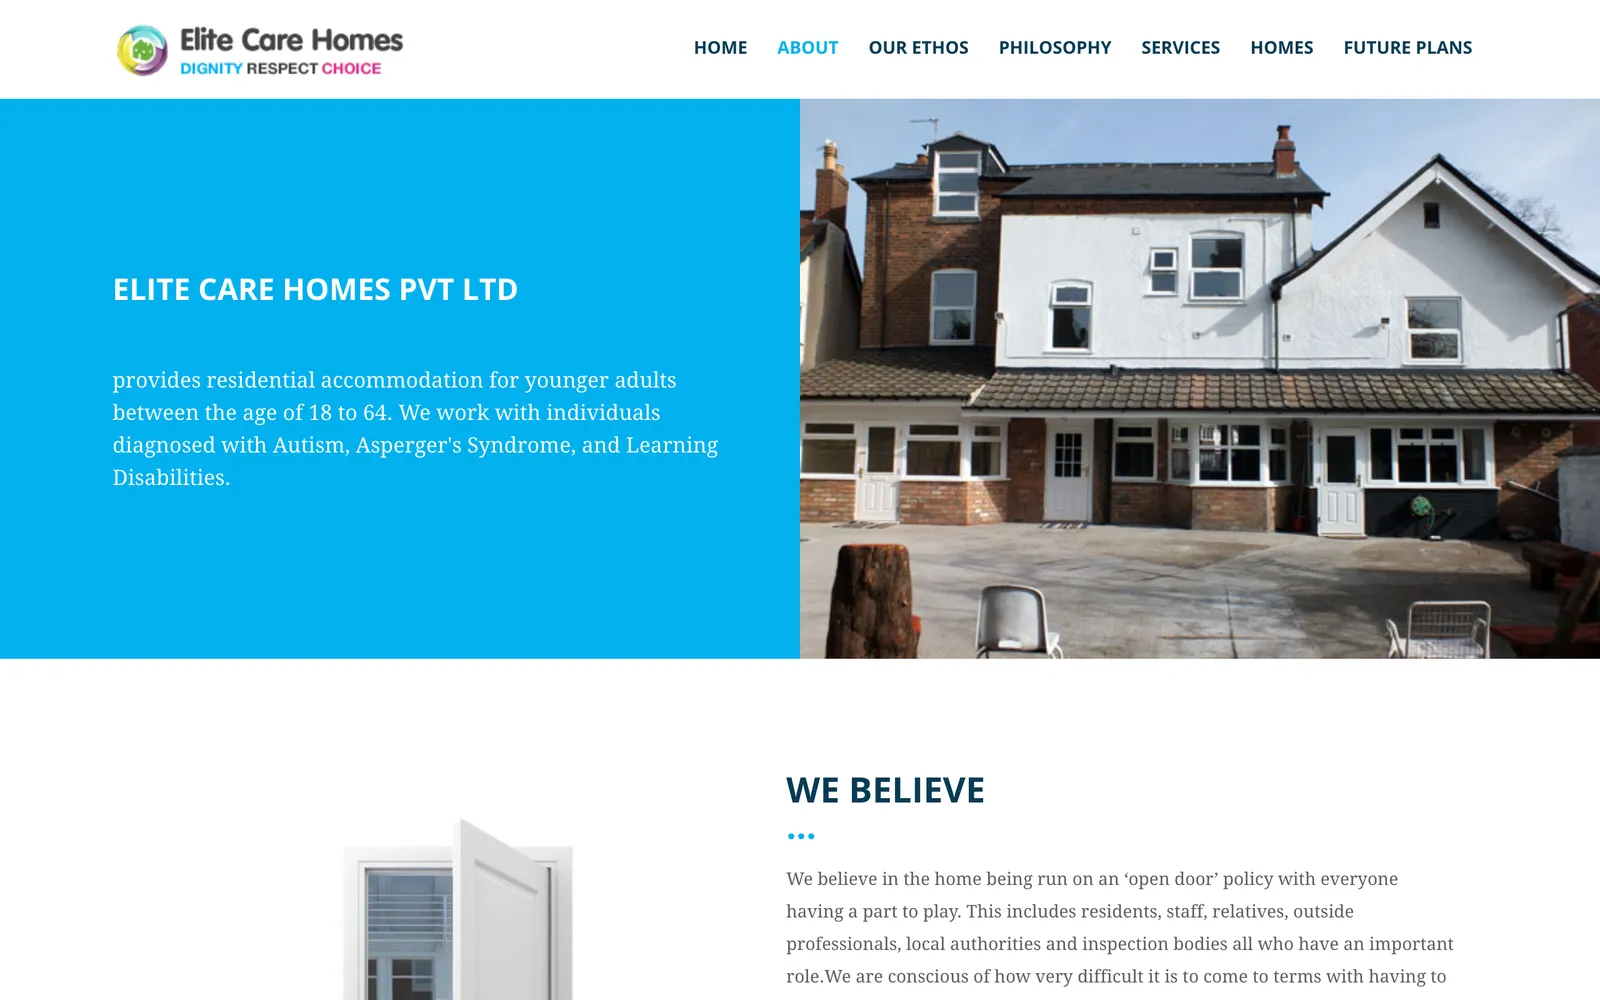 Elite Care Homes
DIGNITY RESPECT CHOICE
HOME ABOUT OUR ETHOS PHILOSOPHY SERVICES HOMES FUTURE PLANS
ELITE CARE HOMES PVT LTD
provides residential accommodation for younger adults
between the age of 18 to 64. We work with individuals
diagnosed with Autism, Asperger's Syndrome, and Learning
Disabilities.
WE BELIEVE
We believe in the home being run on an ‘open door’ policy with everyone
having a part to play. This includes residents, staff, relatives, outside
professionals, local authorities and inspection bodies all who have an important
role.We are conscious of how very difficult it is to come to terms with having to